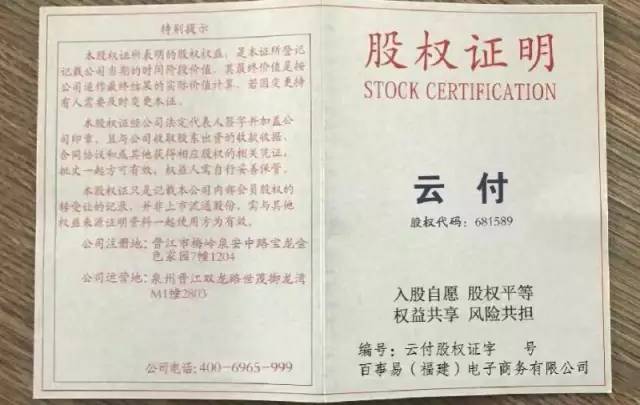 特别提示
本股权证所表明的股权权益，是本证所登记
记载公司当期的时间阶段价值，其最终价值是按
公司运作最终结果的实际价值计算。若因变更持
有人需要及时变更本证。
本股权证经公司法定代表人签字并加盖公
司印章，且与公司收取股东出资的收款收据、
合同协议和或其他获得相应股权的相关凭证，
批文一起方可有效，权益人需自行妥善保管。
本股权证只是记载本公司内部会员股权的
转受让的记录，并非上市流通股份，需与其他
权益来源证明资料一起使用方为有效。
公司注册地：晋江市梅岭泉安中路宝龙金
色家园7幢1204
公司运营地：泉州晋江双龙路世茂御龙湾
M1幢2803
公司电话：400-6965-999
股权证明
STOCK CERTIFICATION
云付
股权代码：681589
入股自愿 股权平等
权益共享 风险共担
编号：云付股权证字 号
百事易（福建）电子商务有限公司